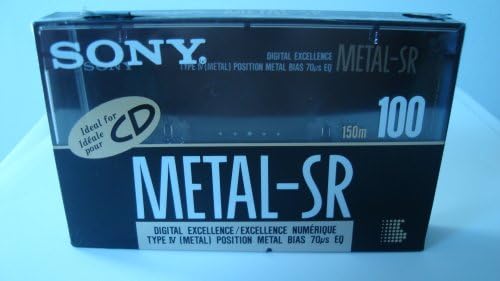 SONY®
SONY
DIGITAL EXCELLENCE
TYPE IV (METAL) POSITION METAL BIAS 70µs EQ
METAL-SR
Ideal for
Idéale
pour
CD
150m
100
METAL-SR
DIGITAL EXCELLENCE/EXCELLENCE NUMÉRIQUE
TYPE IV (METAL) POSITION METAL BIAS 70µs EQ